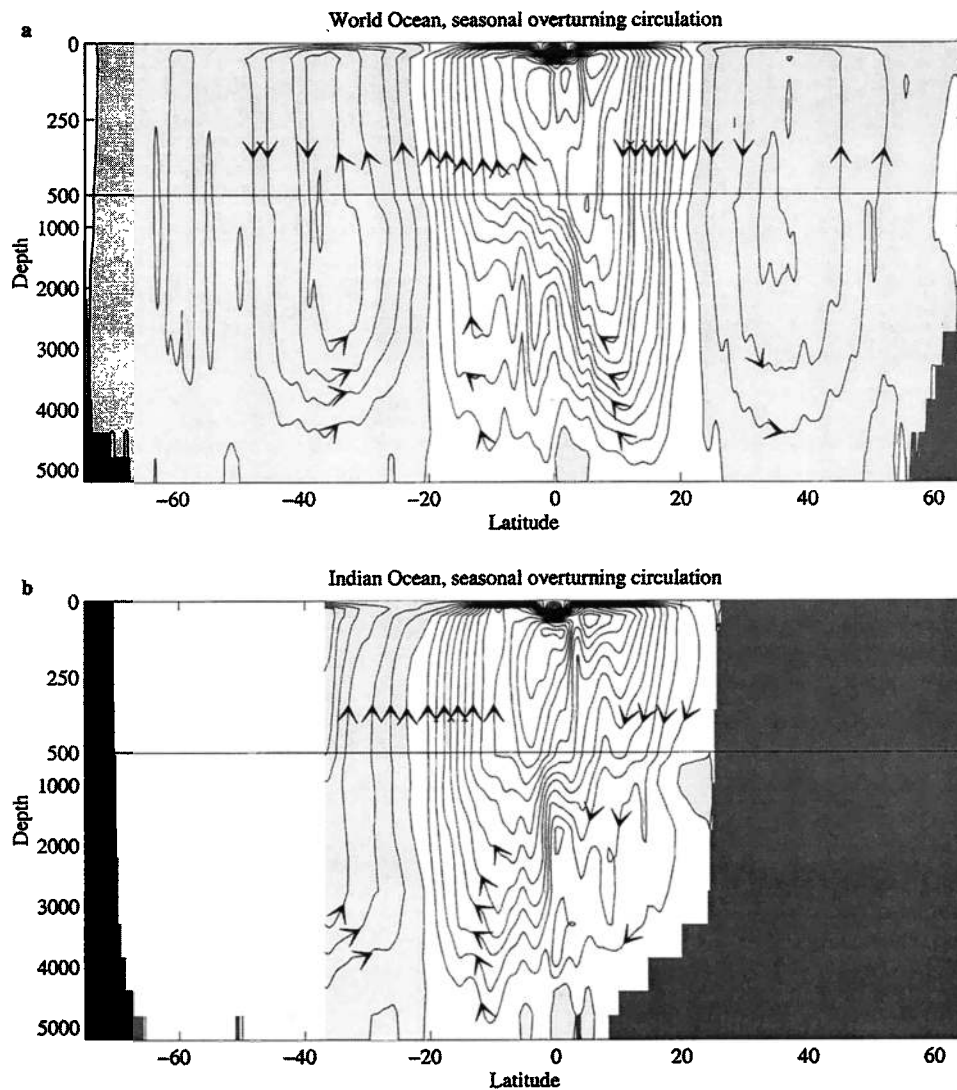 World Ocean, seasonal overturning circulation
a
0
250
500
1000
2000
3000
4000
5000
Depth
−60 −40 −20 0 20 40 60
Latitude
Indian Ocean, seasonal overturning circulation
b
0
250
500
1000
2000
3000
4000
5000
Depth
−60 −40 −20 0 20 40 60
Latitude